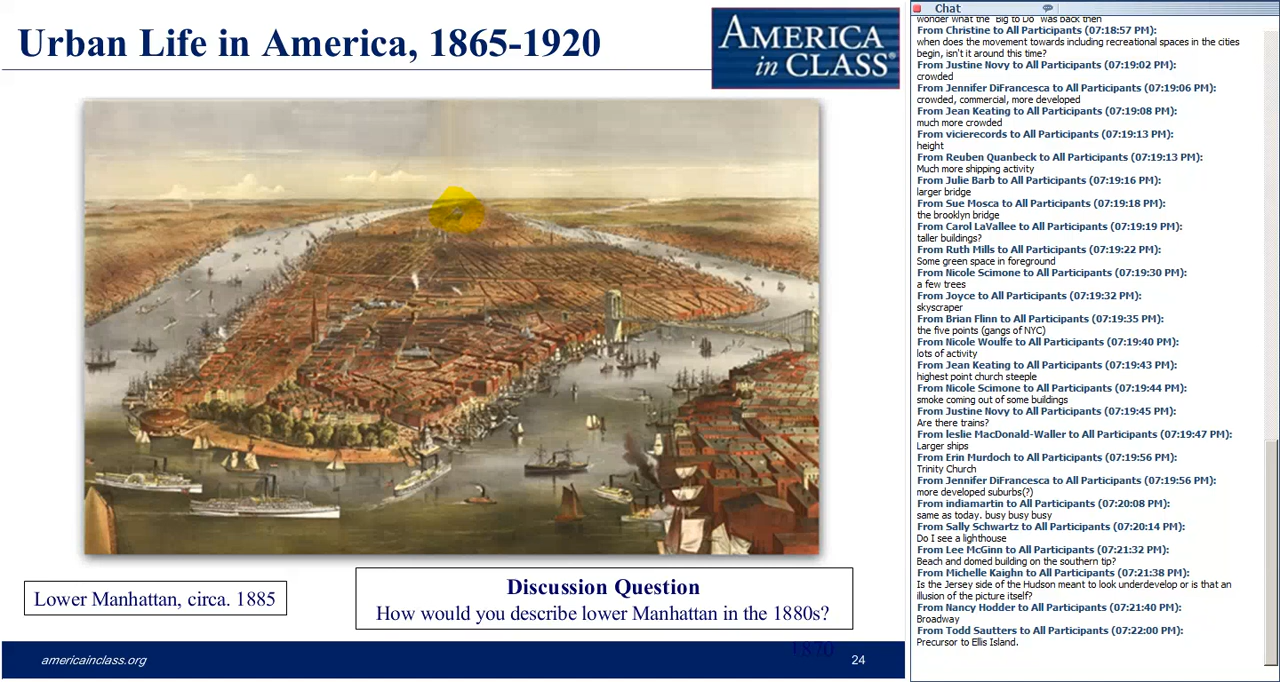 Urban Life in America, 1865-1920
AMERICA
in CLASS®
Lower Manhattan, circa. 1885
Discussion Question
How would you describe lower Manhattan in the 1880s?
1870
americainclass.org
24
Chat
wonder what the "Big to Do" was back then
From Christine to All Participants (07:18:57 PM):
when does the movement towards including recreational spaces in the cities
begin, isn't it around this time?
From Justine Novy to All Participants (07:19:02 PM):
crowded
From Jennifer DiFrancesca to All Participants (07:19:06 PM):
crowded, commercial, more developed
From Jean Keating to All Participants (07:19:08 PM):
much more crowded
From vicierecords to All Participants (07:19:13 PM):
height
From Reuben Quanbeck to All Participants (07:19:13 PM):
Much more shipping activity
From Julie Barb to All Participants (07:19:16 PM):
larger bridge
From Sue Mosca to All Participants (07:19:18 PM):
the brooklyn bridge
From Carol LaVallee to All Participants (07:19:19 PM):
taller buildings?
From Ruth Mills to All Participants (07:19:22 PM):
Some green space in foreground
From Nicole Scimone to All Participants (07:19:30 PM):
a few trees
From Joyce to All Participants (07:19:32 PM):
skyscraper
From Brian Flinn to All Participants (07:19:35 PM):
the five points (gangs of NYC)
From Nicole Woulfe to All Participants (07:19:40 PM):
lots of activity
From Jean Keating to All Participants (07:19:43 PM):
highest point church steeple
From Nicole Scimone to All Participants (07:19:44 PM):
smoke coming out of some buildings
From Justine Novy to All Participants (07:19:45 PM):
Are there trains?
From leslie MacDonald-Waller to All Participants (07:19:47 PM):
Larger ships
From Erin Murdoch to All Participants (07:19:56 PM):
Trinity Church
From Jennifer DiFrancesca to All Participants (07:19:56 PM):
more developed suburbs(?)
From indiamartin to All Participants (07:20:08 PM):
same as today. busy busy busy
From Sally Schwartz to All Participants (07:20:14 PM):
Do I see a lighthouse
From Lee McGinn to All Participants (07:21:32 PM):
Beach and domed building on the southern tip?
From Michelle Kaighn to All Participants (07:21:38 PM):
Is the Jersey side of the Hudson meant to look underdevelop or is that an
illusion of the picture itself?
From Nancy Hodder to All Participants (07:21:40 PM):
Broadway
From Todd Sautters to All Participants (07:22:00 PM):
Precursor to Ellis Island.